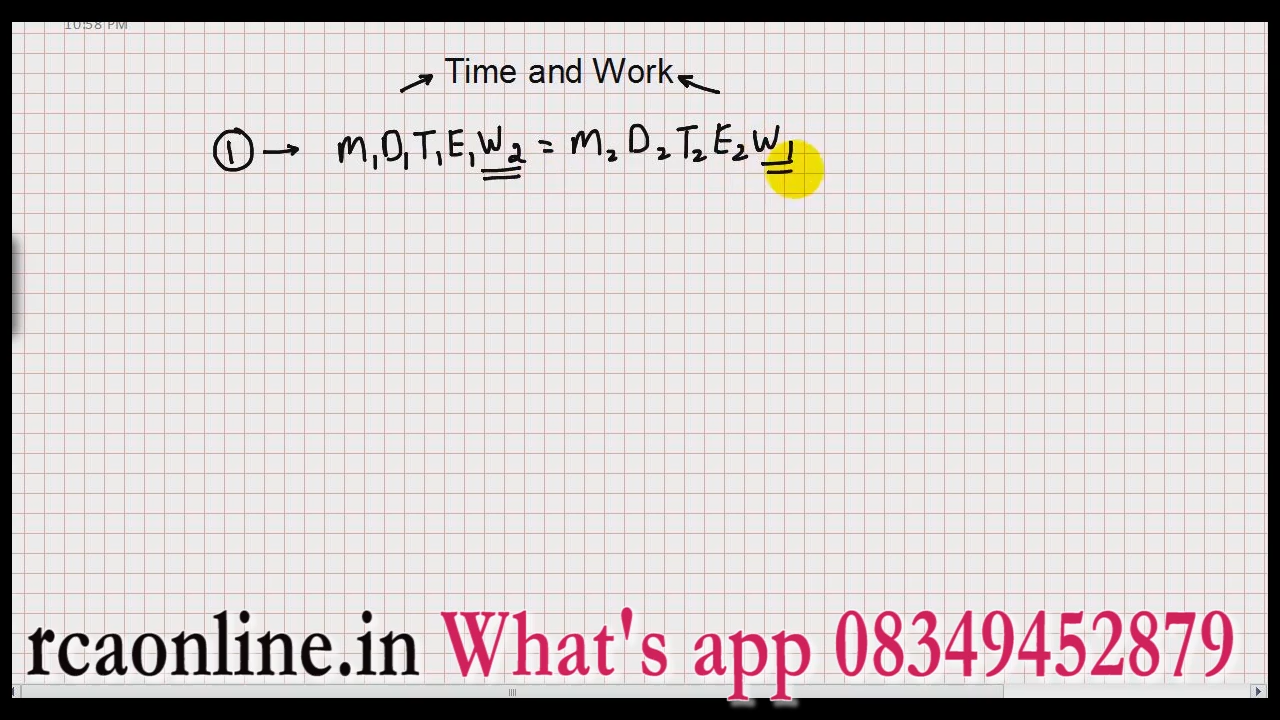 10:58 PM
Time and Work
① → M₁D₁T₁E₁W₂ = M₂D₂T₂E₂W₁
rcaonline.in What's app 08349452879